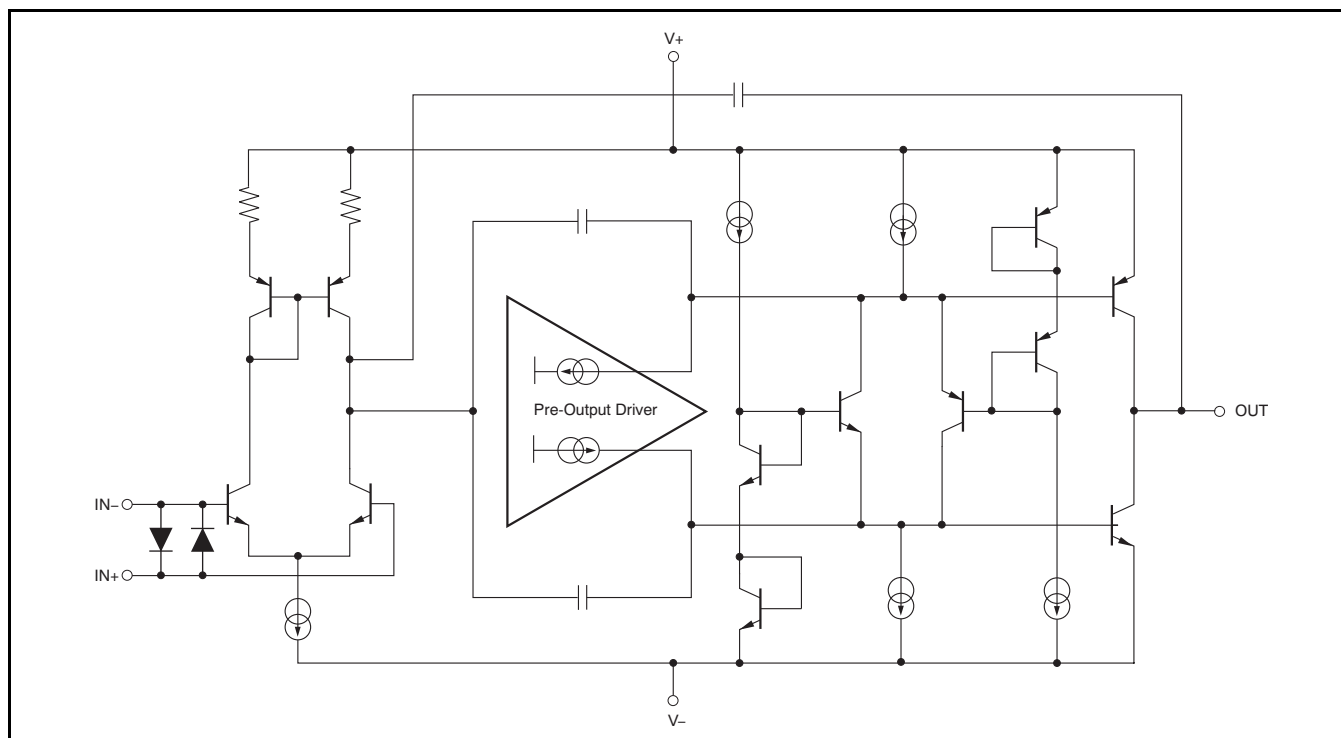 V+
Pre-Output Driver
OUT
IN–
IN+
V–